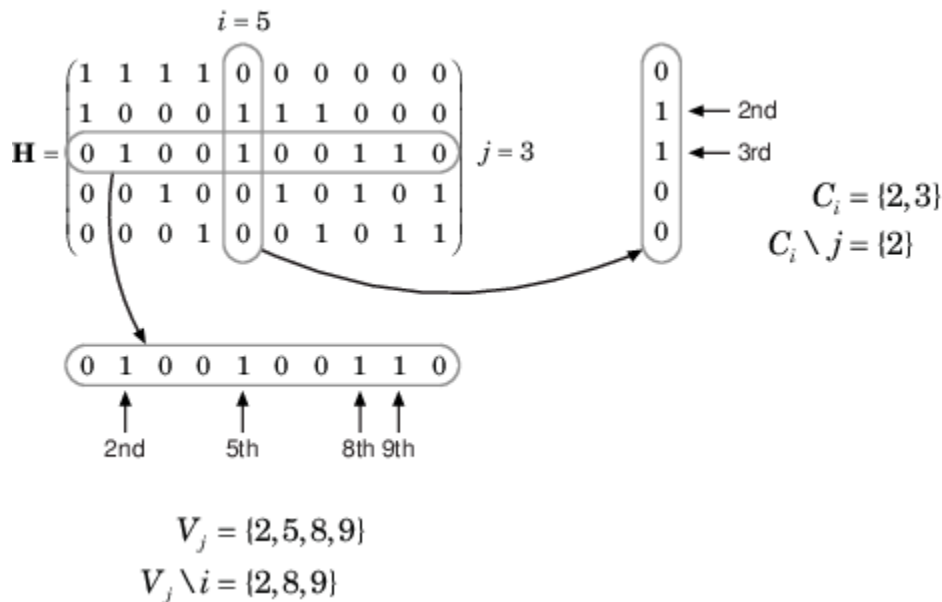 i = 5
1 1 1 1 0 0 0 0 0 0
1 0 0 0 1 1 1 0 0 0
H = 0 1 0 0 1 0 0 1 1 0 j = 3
0 0 1 0 0 1 0 1 0 1
0 0 0 1 0 0 1 0 1 1
0
1 2nd
1 3rd
0
0
C_i = {2,3}
C_i \ j = {2}
0 1 0 0 1 0 0 1 1 0
2nd 5th 8th 9th
V_j = {2,5,8,9}
V_j \ i = {2,8,9}